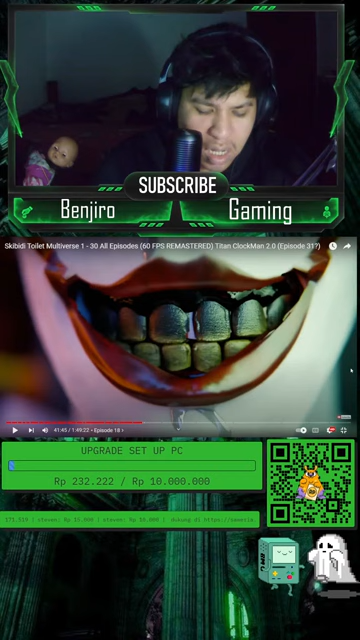 SUBSCRIBE
Benjiro Gaming
Skibidi Toilet Multiverse 1 - 30 All Episodes (60 FPS REMASTERED) Titan ClockMan 2.0 (Episode 31?)
41:45 / 1:49:22 • Episode 18 ›
UPGRADE SET UP PC
Rp 232.222 / Rp 10.000.000
BMO